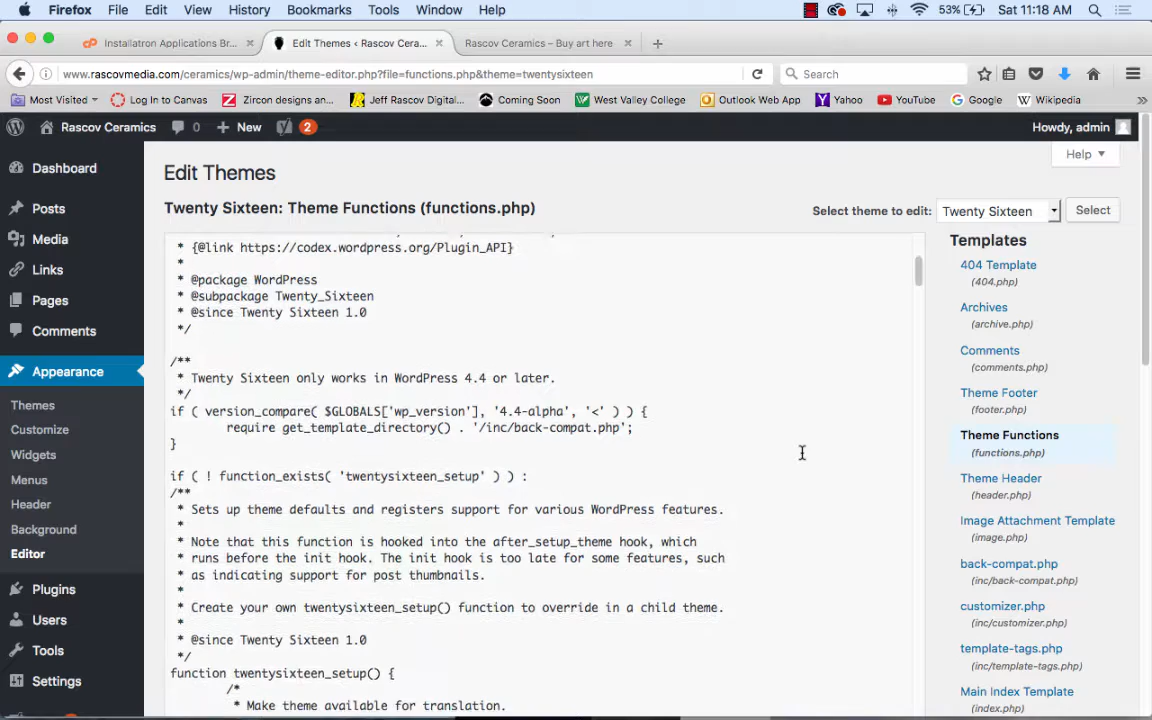 Firefox File Edit View History Bookmarks Tools Window Help 53% Sat 11:18 AM
Installatron Applications Br... × Edit Themes ‹ Rascov Cera... × Rascov Ceramics – Buy art here × +
www.rascovmedia.com/ceramics/wp-admin/theme-editor.php?file=functions.php&theme=twentysixteen Search
Most Visited Log In to Canvas Zircon designs an... Jeff Rascov Digital... Coming Soon West Valley College Outlook Web App Yahoo YouTube Google Wikipedia »
Rascov Ceramics 0 + New 2 Howdy, admin
Help
Edit Themes
Twenty Sixteen: Theme Functions (functions.php)
Select theme to edit: Twenty Sixteen Select
Dashboard
Posts
Media
Links
Pages
Comments
Appearance
Themes
Customize
Widgets
Menus
Header
Background
Editor
Plugins
Users
Tools
Settings
* {@link https://codex.wordpress.org/Plugin_API}
*
* @package WordPress
* @subpackage Twenty_Sixteen
* @since Twenty Sixteen 1.0
*/
/**
* Twenty Sixteen only works in WordPress 4.4 or later.
*/
if ( version_compare( $GLOBALS['wp_version'], '4.4-alpha', '<' ) ) {
require get_template_directory() . '/inc/back-compat.php';
}
if ( ! function_exists( 'twentysixteen_setup' ) ) :
/**
* Sets up theme defaults and registers support for various WordPress features.
*
* Note that this function is hooked into the after_setup_theme hook, which
* runs before the init hook. The init hook is too late for some features, such
* as indicating support for post thumbnails.
*
* Create your own twentysixteen_setup() function to override in a child theme.
*
* @since Twenty Sixteen 1.0
*/
function twentysixteen_setup() {
/*
* Make theme available for translation.
Templates
404 Template
(404.php)
Archives
(archive.php)
Comments
(comments.php)
Theme Footer
(footer.php)
Theme Functions
(functions.php)
Theme Header
(header.php)
Image Attachment Template
(image.php)
back-compat.php
(inc/back-compat.php)
customizer.php
(inc/customizer.php)
template-tags.php
(inc/template-tags.php)
Main Index Template
(index.php)